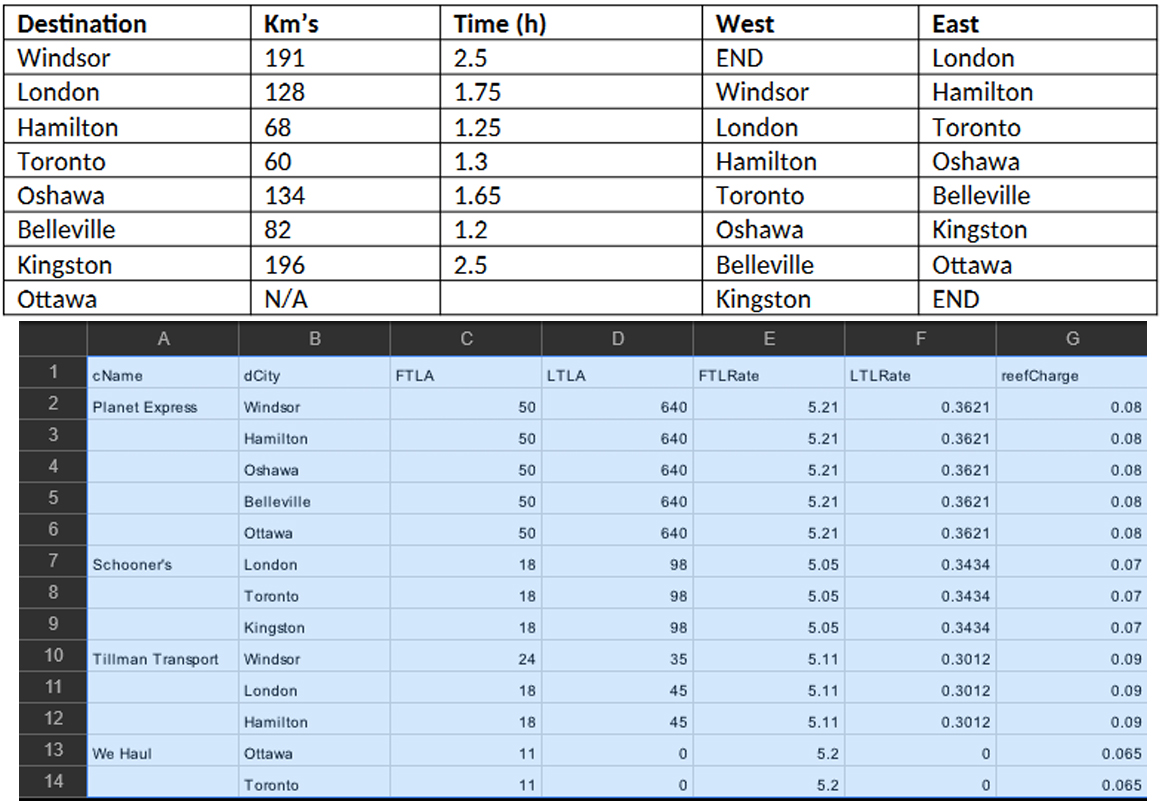 Destination Km’s Time (h) West East
Windsor 191 2.5 END London
London 128 1.75 Windsor Hamilton
Hamilton 68 1.25 London Toronto
Toronto 60 1.3 Hamilton Oshawa
Oshawa 134 1.65 Toronto Belleville
Belleville 82 1.2 Oshawa Kingston
Kingston 196 2.5 Belleville Ottawa
Ottawa N/A Kingston END
A B C D E F G
1 cName dCity FTLA LTLA FTLRate LTLRate reefCharge
2 Planet Express Windsor 50 640 5.21 0.3621 0.08
3 Hamilton 50 640 5.21 0.3621 0.08
4 Oshawa 50 640 5.21 0.3621 0.08
5 Belleville 50 640 5.21 0.3621 0.08
6 Ottawa 50 640 5.21 0.3621 0.08
7 Schooner's London 18 98 5.05 0.3434 0.07
8 Toronto 18 98 5.05 0.3434 0.07
9 Kingston 18 98 5.05 0.3434 0.07
10 Tillman Transport Windsor 24 35 5.11 0.3012 0.09
11 London 18 45 5.11 0.3012 0.09
12 Hamilton 18 45 5.11 0.3012 0.09
13 We Haul Ottawa 11 0 5.2 0 0.065
14 Toronto 11 0 5.2 0 0.065